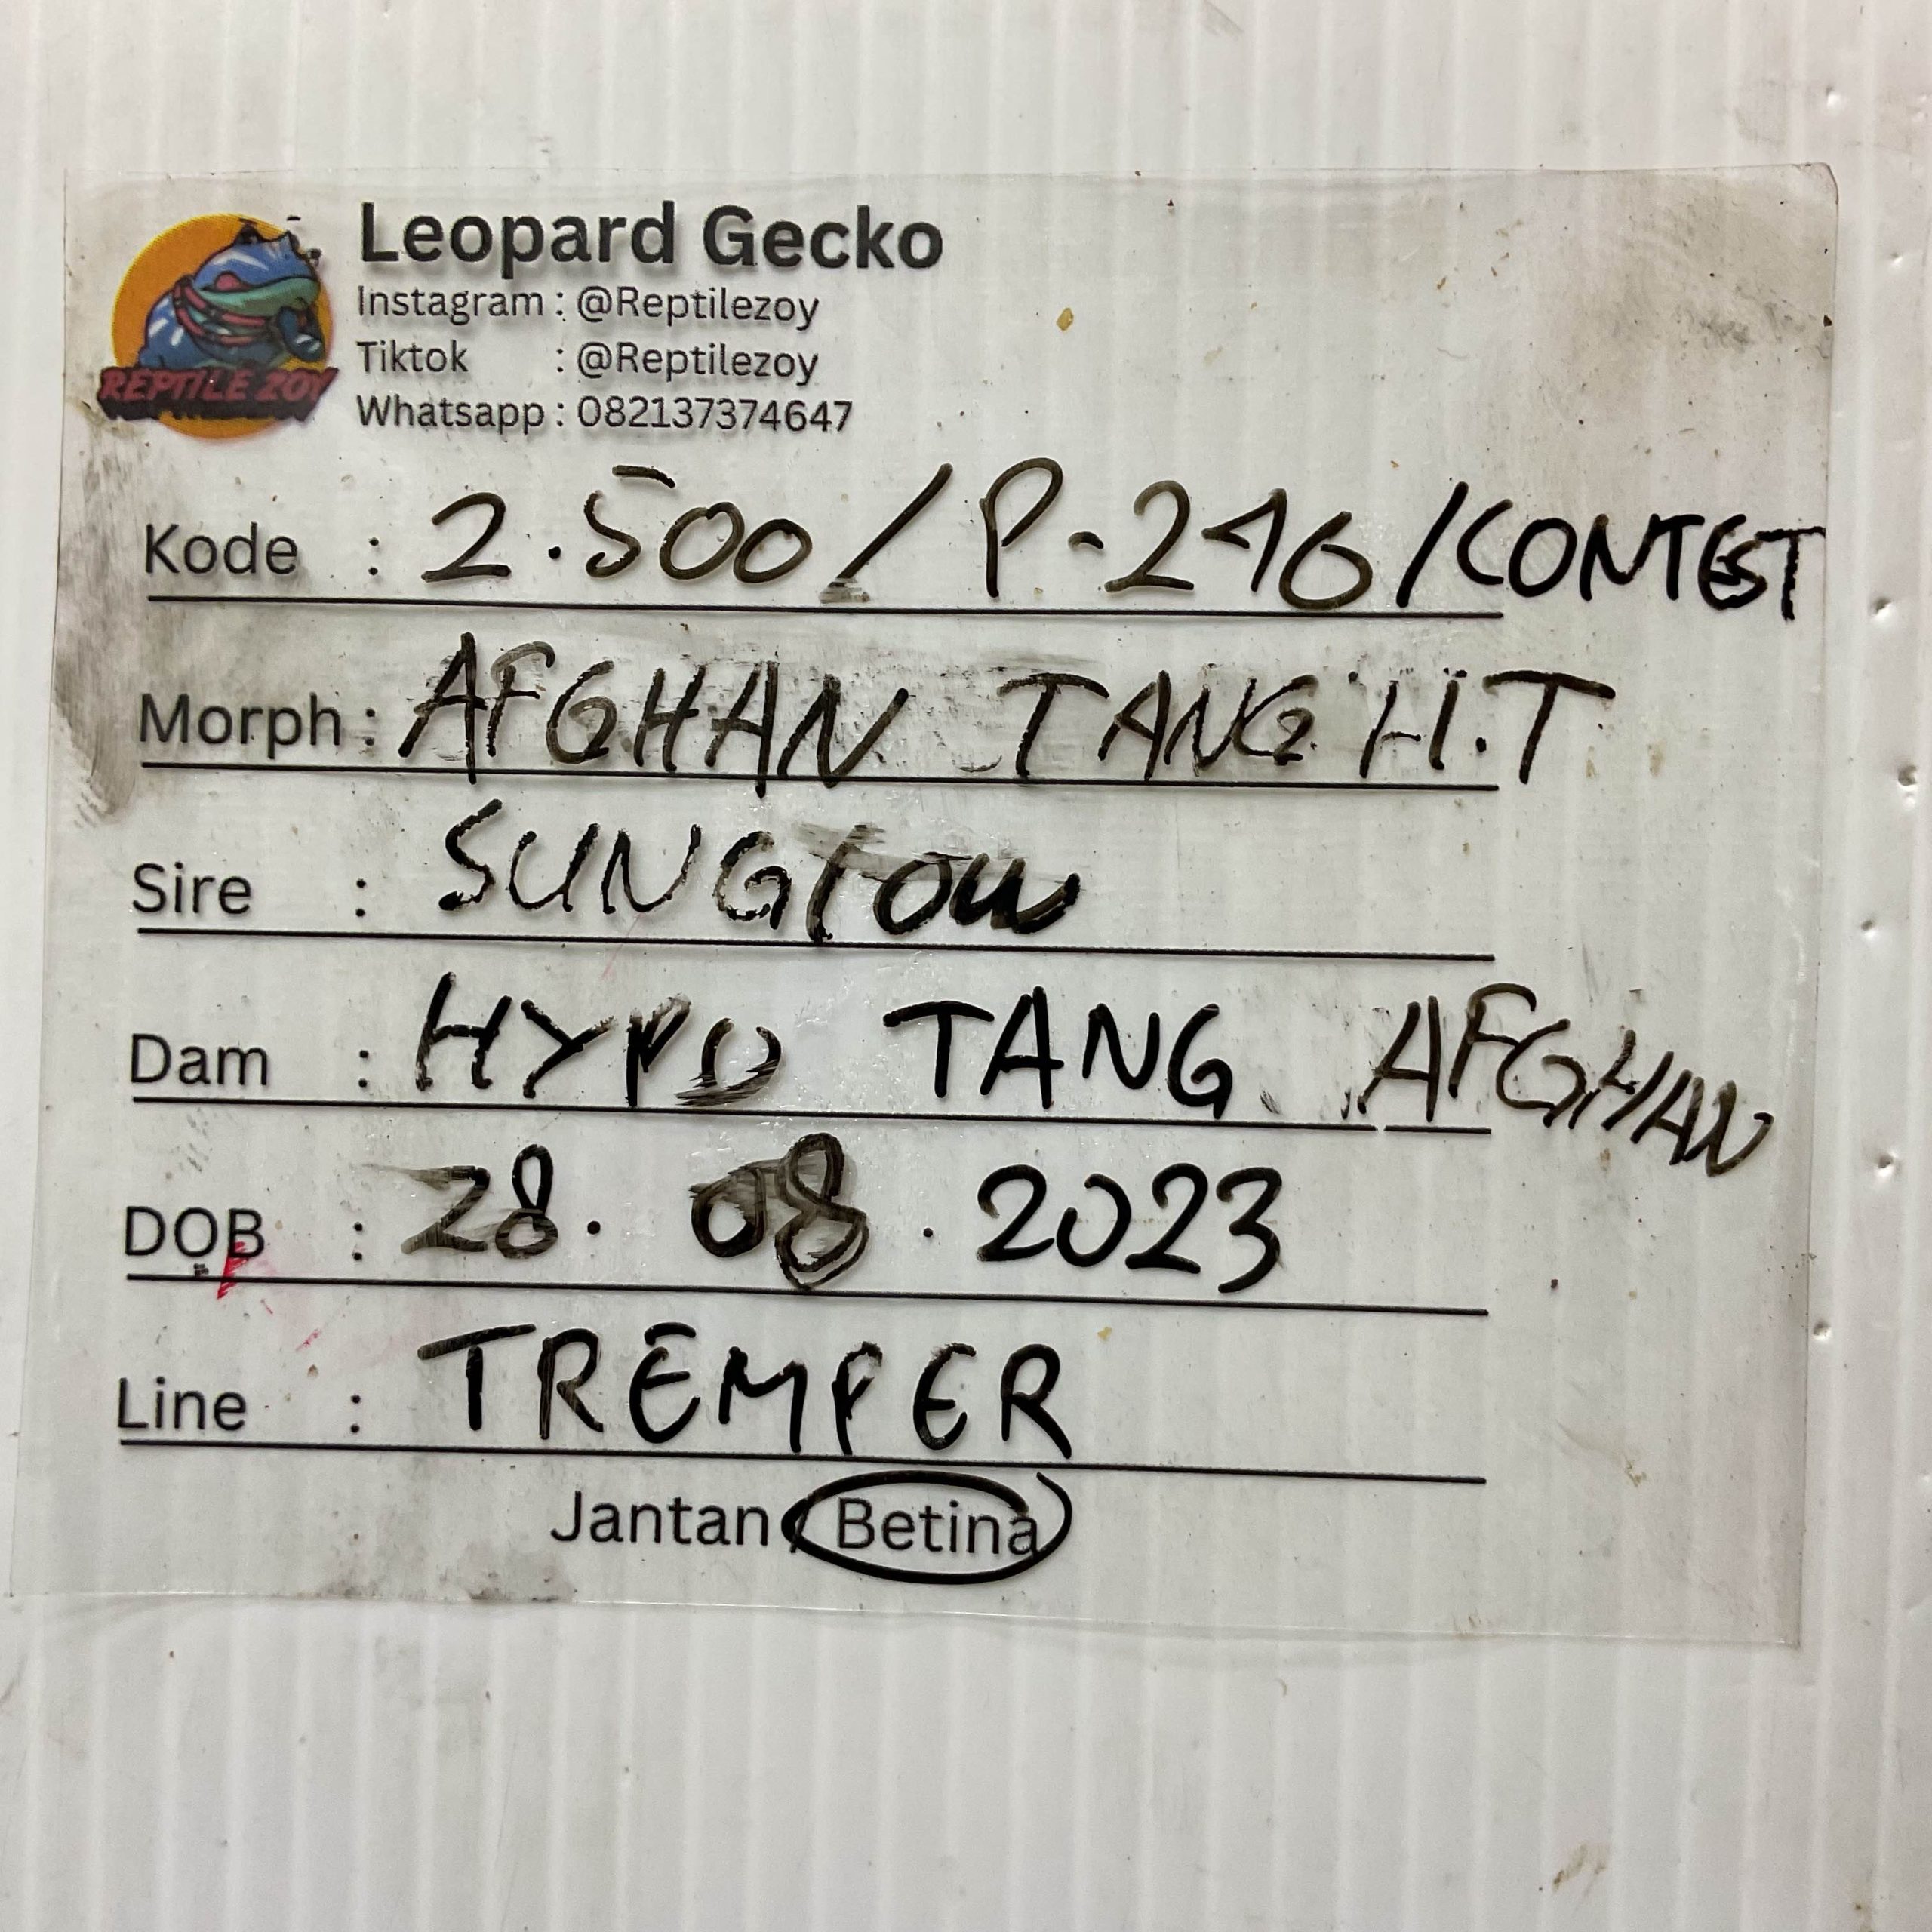 REPTILE ZOY
Leopard Gecko
Instagram : @Reptilezoy
Tiktok : @Reptilezoy
Whatsapp : 082137374647
Kode : 2.500 / P-246 / CONTEST
Morph : AFGHAN TANG H.T
Sire : SUNGlow
Dam : HYPO TANG AFGHAN
DOB : 28. 08. 2023
Line : TREMPER
Jantan / Betina